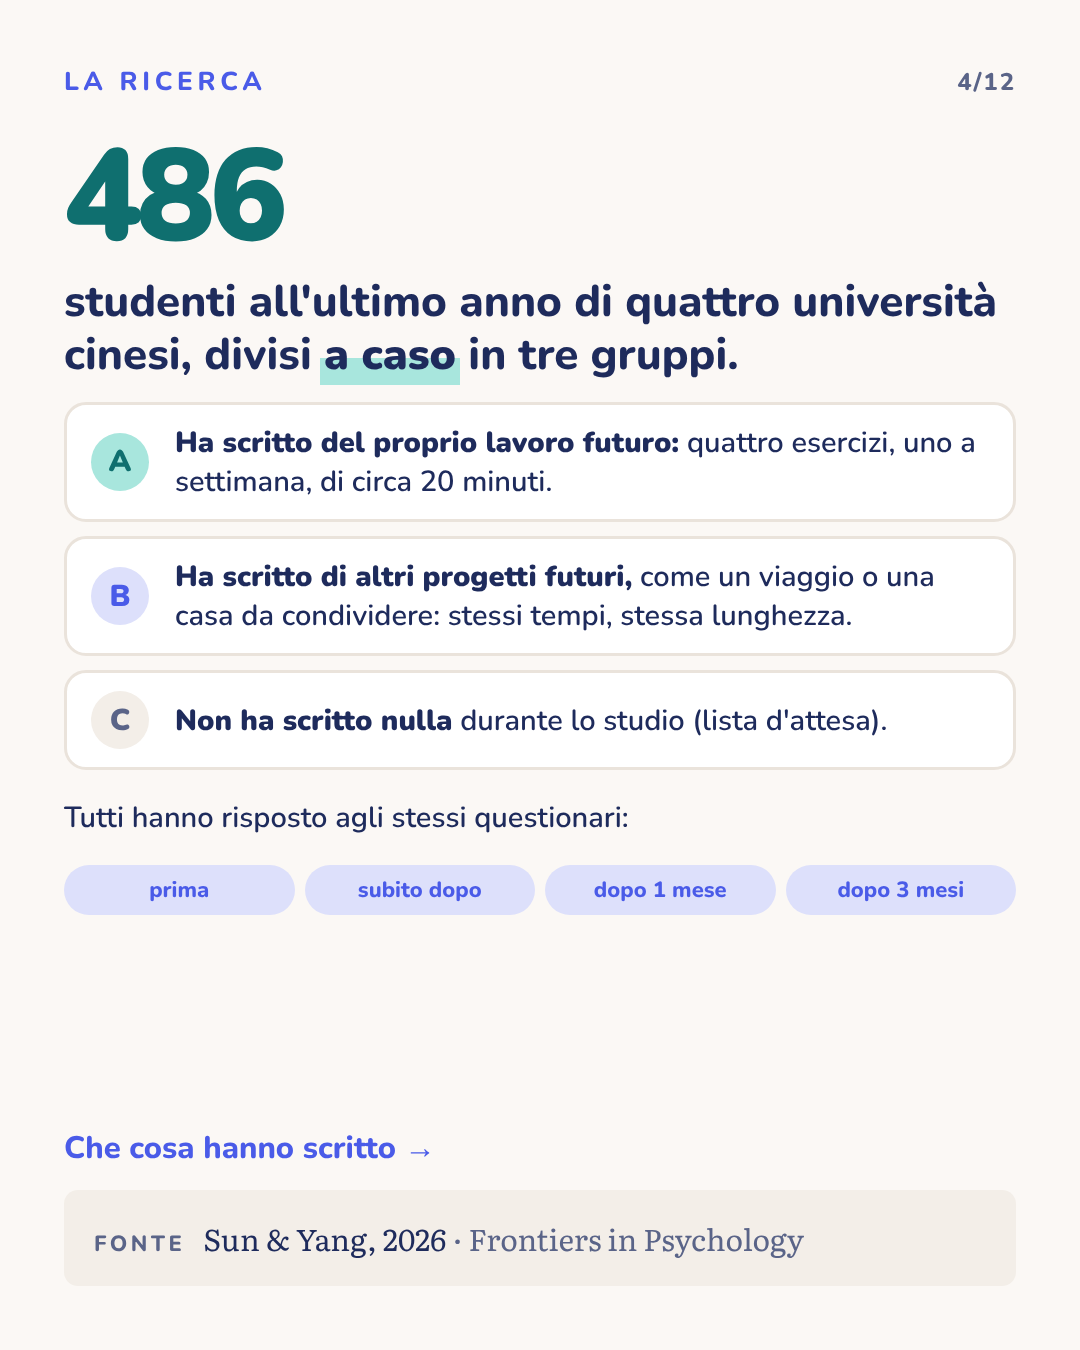 LA RICERCA
4/12
486
studenti all'ultimo anno di quattro università
cinesi, divisi a caso in tre gruppi.
A
Ha scritto del proprio lavoro futuro: quattro esercizi, uno a
settimana, di circa 20 minuti.
B
Ha scritto di altri progetti futuri, come un viaggio o una
casa da condividere: stessi tempi, stessa lunghezza.
C
Non ha scritto nulla durante lo studio (lista d'attesa).
Tutti hanno risposto agli stessi questionari:
prima
subito dopo
dopo 1 mese
dopo 3 mesi
Che cosa hanno scritto →
FONTE Sun & Yang, 2026 · Frontiers in Psychology